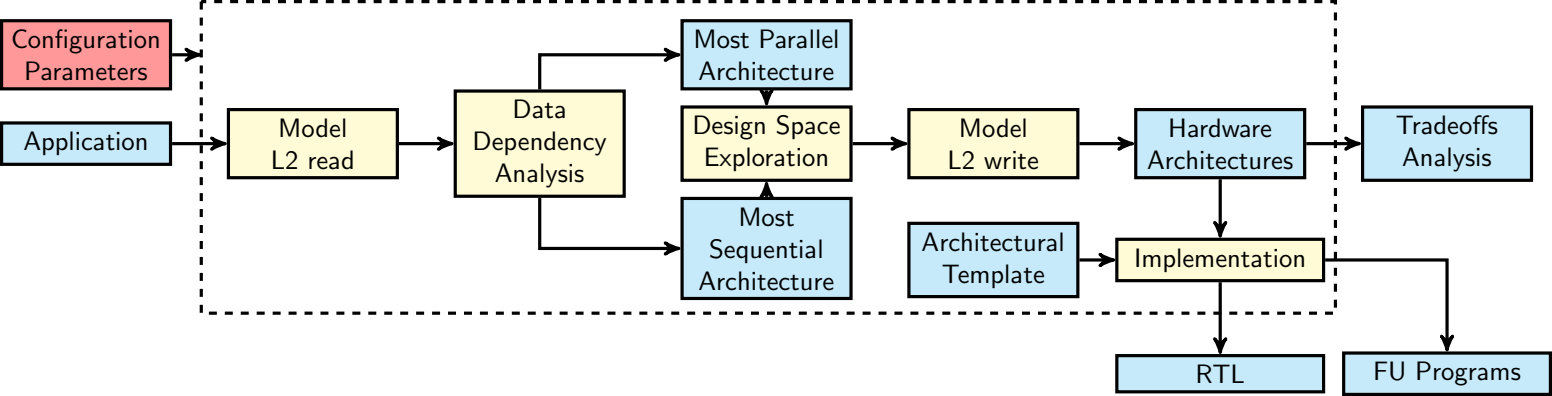 Configuration
Parameters
Application
Model
L2 read
Data
Dependency
Analysis
Most Parallel
Architecture
Design Space
Exploration
Most
Sequential
Architecture
Model
L2 write
Hardware
Architectures
Tradeoffs
Analysis
Architectural
Template
Implementation
RTL
FU Programs